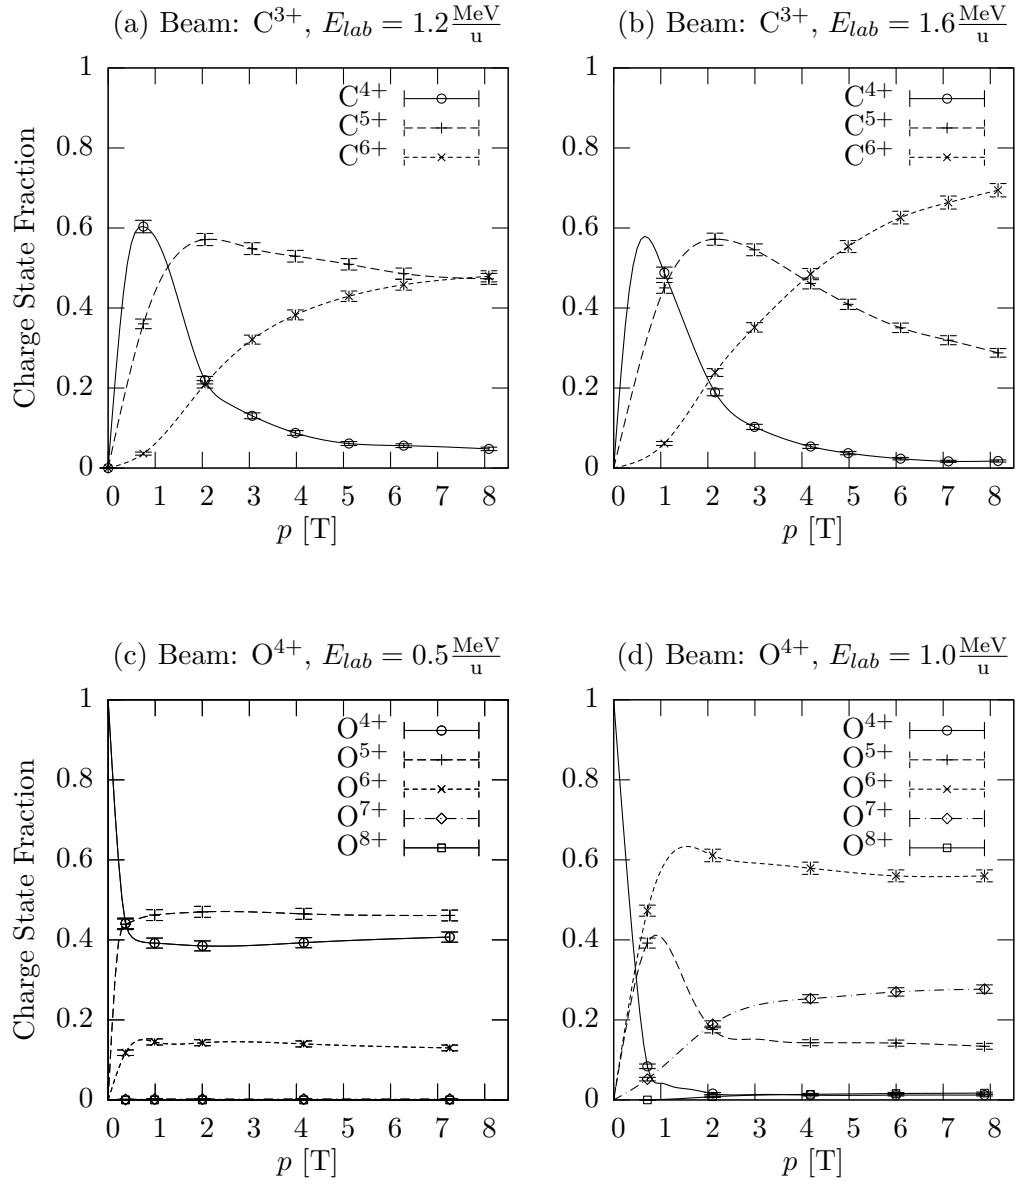 (a) Beam: C³⁺, E_lab = 1.2 MeV/u
(b) Beam: C³⁺, E_lab = 1.6 MeV/u
Charge State Fraction
1
0.8
0.6
0.4
0.2
0
C⁴⁺
C⁵⁺
C⁶⁺
0 1 2 3 4 5 6 7 8
p [T]
1
0.8
0.6
0.4
0.2
0
C⁴⁺
C⁵⁺
C⁶⁺
0 1 2 3 4 5 6 7 8
p [T]
(c) Beam: O⁴⁺, E_lab = 0.5 MeV/u
(d) Beam: O⁴⁺, E_lab = 1.0 MeV/u
Charge State Fraction
1
0.8
0.6
0.4
0.2
0
O⁴⁺
O⁵⁺
O⁶⁺
O⁷⁺
O⁸⁺
0 1 2 3 4 5 6 7 8
p [T]
1
0.8
0.6
0.4
0.2
0
O⁴⁺
O⁵⁺
O⁶⁺
O⁷⁺
O⁸⁺
0 1 2 3 4 5 6 7 8
p [T]